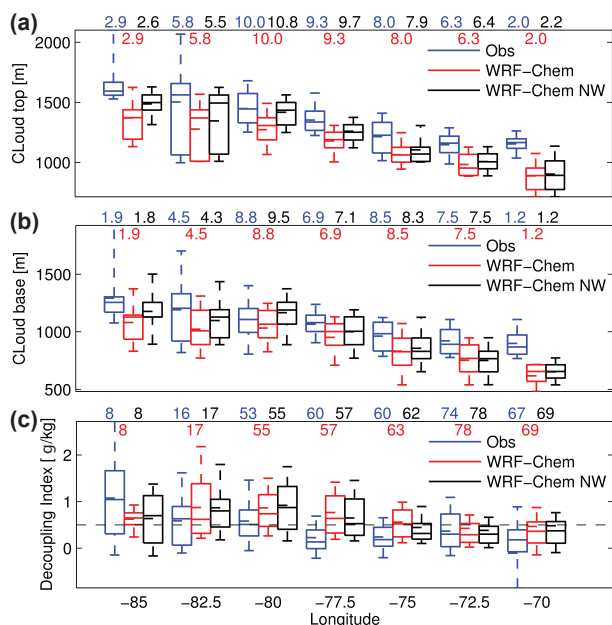 (a) 2.9 2.6 5.8 5.5 10.0 10.8 9.3 9.7 8.0 7.9 6.3 6.4 2.0 2.2
2.9 5.8 10.0 9.3 8.0 6.3 2.0
CLoud top [m]
2000
1500
1000
Obs
WRF-Chem
WRF-Chem NW
(b) 1.9 1.8 4.5 4.3 8.8 9.5 6.9 7.1 8.5 8.3 7.5 7.5 1.2 1.2
1.9 4.5 8.8 6.9 8.5 7.5 1.2
CLoud base [m]
1500
1000
500
Obs
WRF-Chem
WRF-Chem NW
(c) 8 8 16 17 53 55 60 57 60 62 74 78 67 69
8 17 55 57 63 78 69
Decoupling Index [ g/kg]
2
1
0
Obs
WRF-Chem
WRF-Chem NW
-85 -82.5 -80 -77.5 -75 -72.5 -70
Longitude